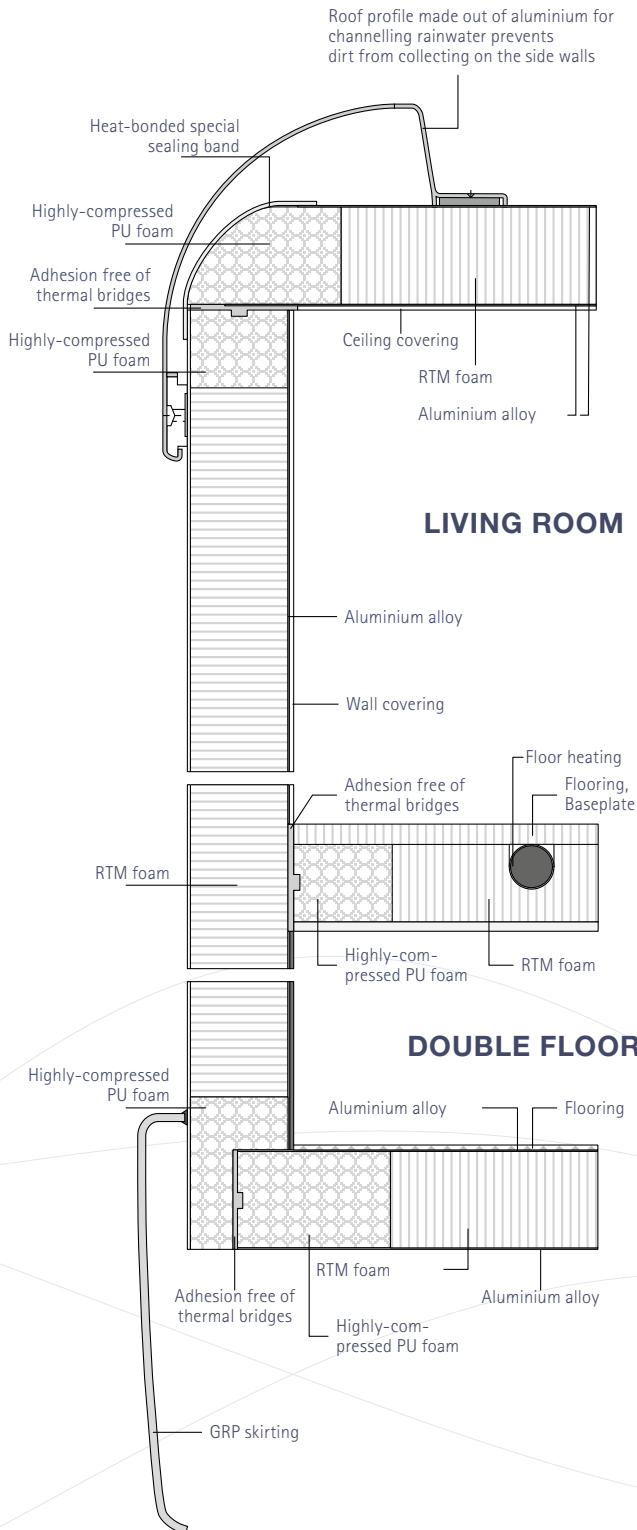 Roof profile made out of aluminium for
channelling rainwater prevents
dirt from collecting on the side walls
Heat-bonded special
sealing band
Highly-compressed
PU foam
Adhesion free of
thermal bridges
Highly-compressed
PU foam
Ceiling covering
RTM foam
Aluminium alloy
LIVING ROOM
Aluminium alloy
Wall covering
Floor heating
Adhesion free of
thermal bridges
Flooring,
Baseplate
RTM foam
Highly-com-
pressed PU foam
RTM foam
DOUBLE FLOOR
Highly-compressed
PU foam
Aluminium alloy
Flooring
RTM foam
Adhesion free of
thermal bridges
Aluminium alloy
Highly-com-
pressed PU foam
GRP skirting